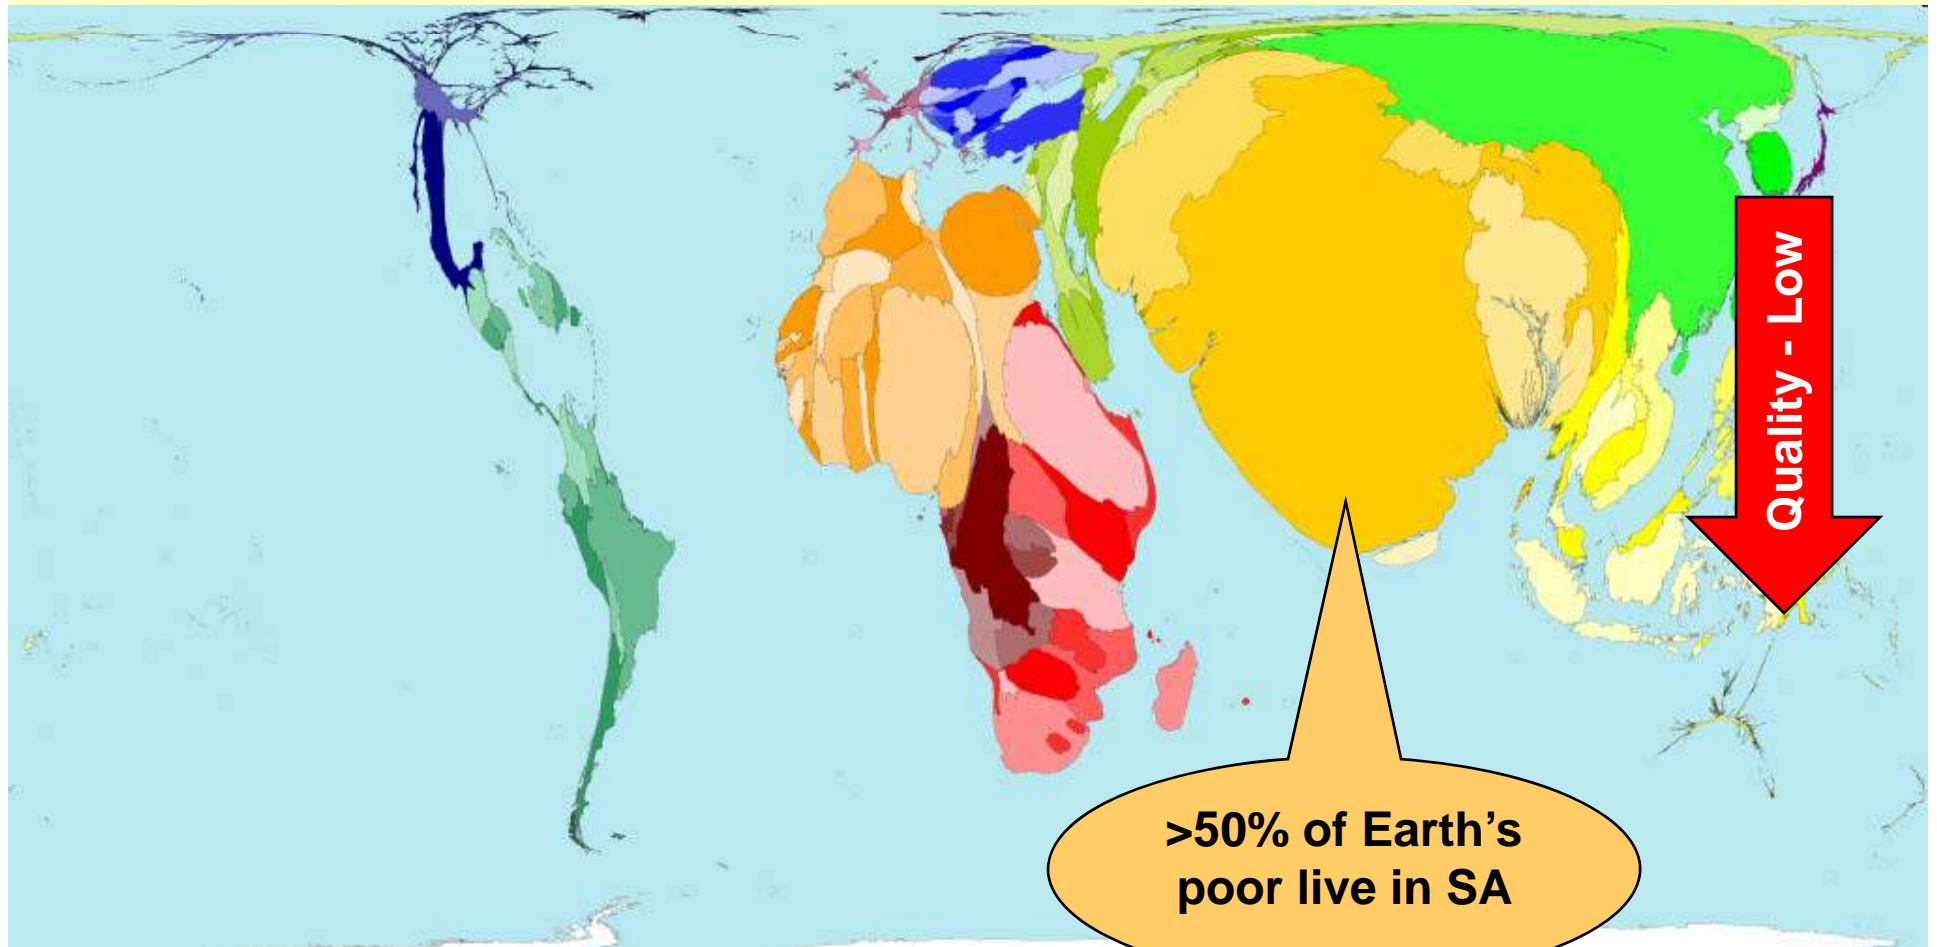 Quality - Low
>50% of Earth’s
poor live in SA